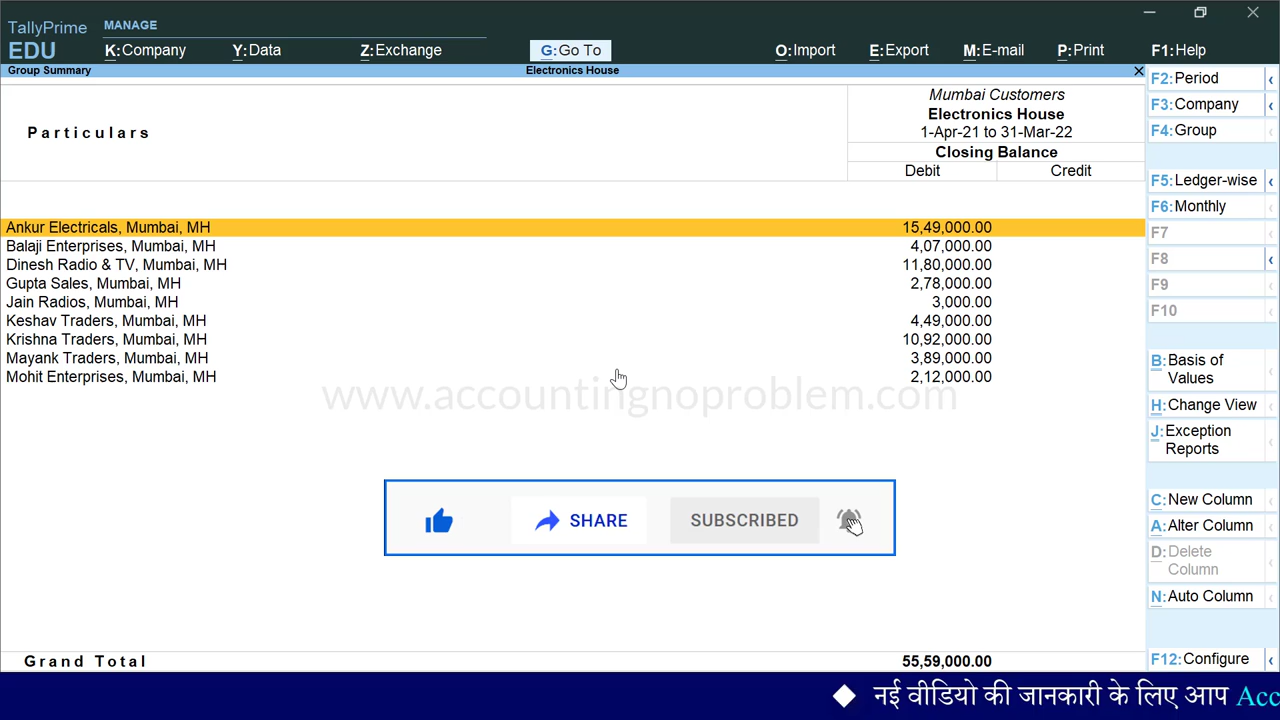 TallyPrime
EDU
MANAGE
K:Company
Y:Data
Z:Exchange
G:Go To
O:Import
E:Export
M:E-mail
P:Print
F1:Help
Group Summary
Electronics House
Particulars
Mumbai Customers
Electronics House
1-Apr-21 to 31-Mar-22
Closing Balance
Debit Credit
Ankur Electricals, Mumbai, MH 15,49,000.00
Balaji Enterprises, Mumbai, MH 4,07,000.00
Dinesh Radio & TV, Mumbai, MH 11,80,000.00
Gupta Sales, Mumbai, MH 2,78,000.00
Jain Radios, Mumbai, MH 3,000.00
Keshav Traders, Mumbai, MH 4,49,000.00
Krishna Traders, Mumbai, MH 10,92,000.00
Mayank Traders, Mumbai, MH 3,89,000.00
Mohit Enterprises, Mumbai, MH 2,12,000.00
www.accountingnoproblem.com
SHARE
SUBSCRIBED
Grand Total 55,59,000.00
F2:Period
F3:Company
F4:Group
F5:Ledger-wise
F6:Monthly
F7
F8
F9
F10
B:Basis of
Values
H:Change View
J:Exception
Reports
C:New Column
A:Alter Column
D:Delete
Column
N:Auto Column
F12:Configure
नई वीडियो की जानकारी के लिए आप Acc